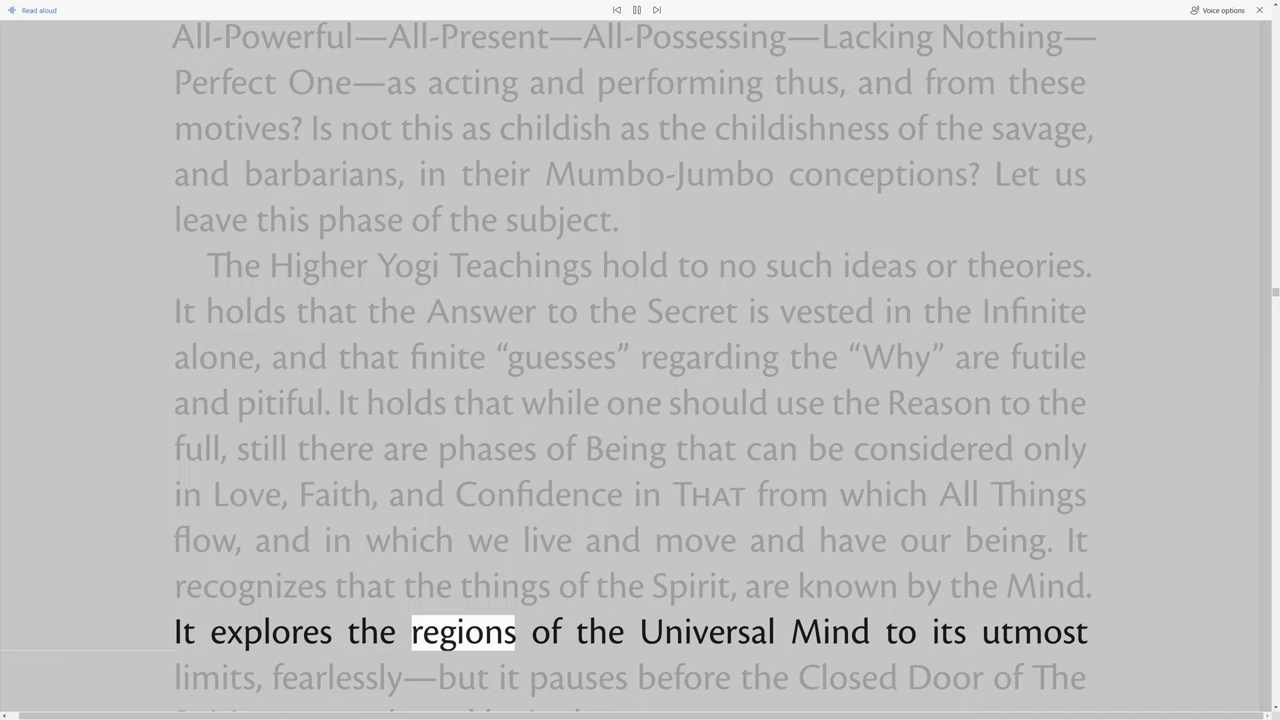 Read aloud
Voice options
All-Powerful—All-Present—All-Possessing—Lacking Nothing—
Perfect One—as acting and performing thus, and from these
motives? Is not this as childish as the childishness of the savage,
and barbarians, in their Mumbo-Jumbo conceptions? Let us
leave this phase of the subject.
The Higher Yogi Teachings hold to no such ideas or theories.
It holds that the Answer to the Secret is vested in the Infinite
alone, and that finite “guesses” regarding the “Why” are futile
and pitiful. It holds that while one should use the Reason to the
full, still there are phases of Being that can be considered only
in Love, Faith, and Confidence in THAT from which All Things
flow, and in which we live and move and have our being. It
recognizes that the things of the Spirit, are known by the Mind.
It explores the regions of the Universal Mind to its utmost
limits, fearlessly—but it pauses before the Closed Door of The